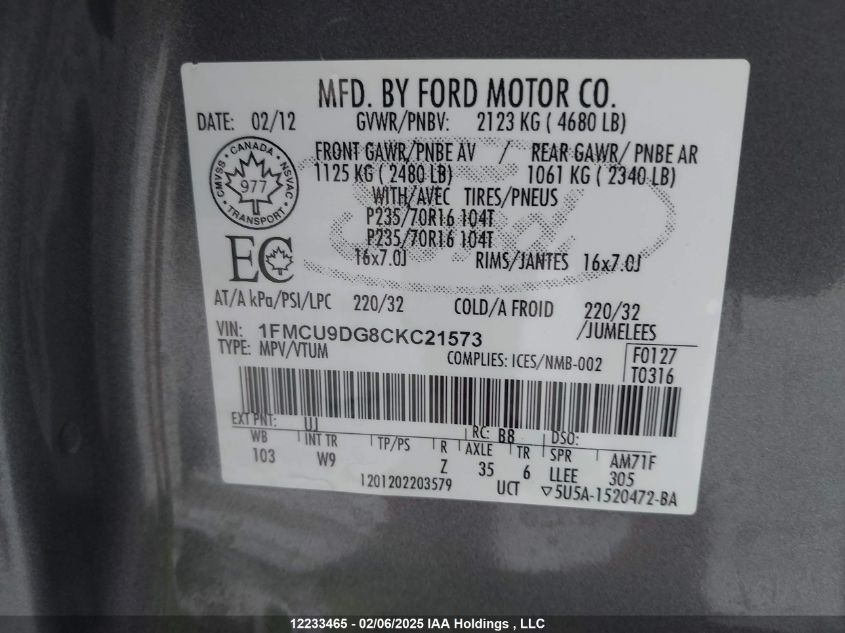 MFD. BY FORD MOTOR CO.
DATE: 02/12 GVWR/PNBV: 2123 KG ( 4680 LB)
FRONT GAWR/PNBE AV / REAR GAWR/ PNBE AR
1125 KG ( 2480 LB) 1061 KG ( 2340 LB)
WITH/AVEC TIRES/PNEUS
P235/70R16 104T
P235/70R16 104T
16x7.0J RIMS/JANTES 16x7.0J
CMVSS • CANADA • NSVAC
977
TRANSPORT
EC
Ford
AT/A kPa/PSI/LPC 220/32 COLD/A FROID 220/32
/JUMELEES
VIN: 1FMCU9DG8CKC21573
TYPE: MPV/VTUM COMPLIES: ICES/NMB-002
F0127
T0316
EXT PNT: UJ RC: B8 DSO:
WB INT TR TP/PS R AXLE TR SPR AM71F
103 W9 Z 35 6 LLEE 305
1201202203579 UCT ▽5U5A-1520472-BA
12233465 - 02/06/2025 IAA Holdings , LLC